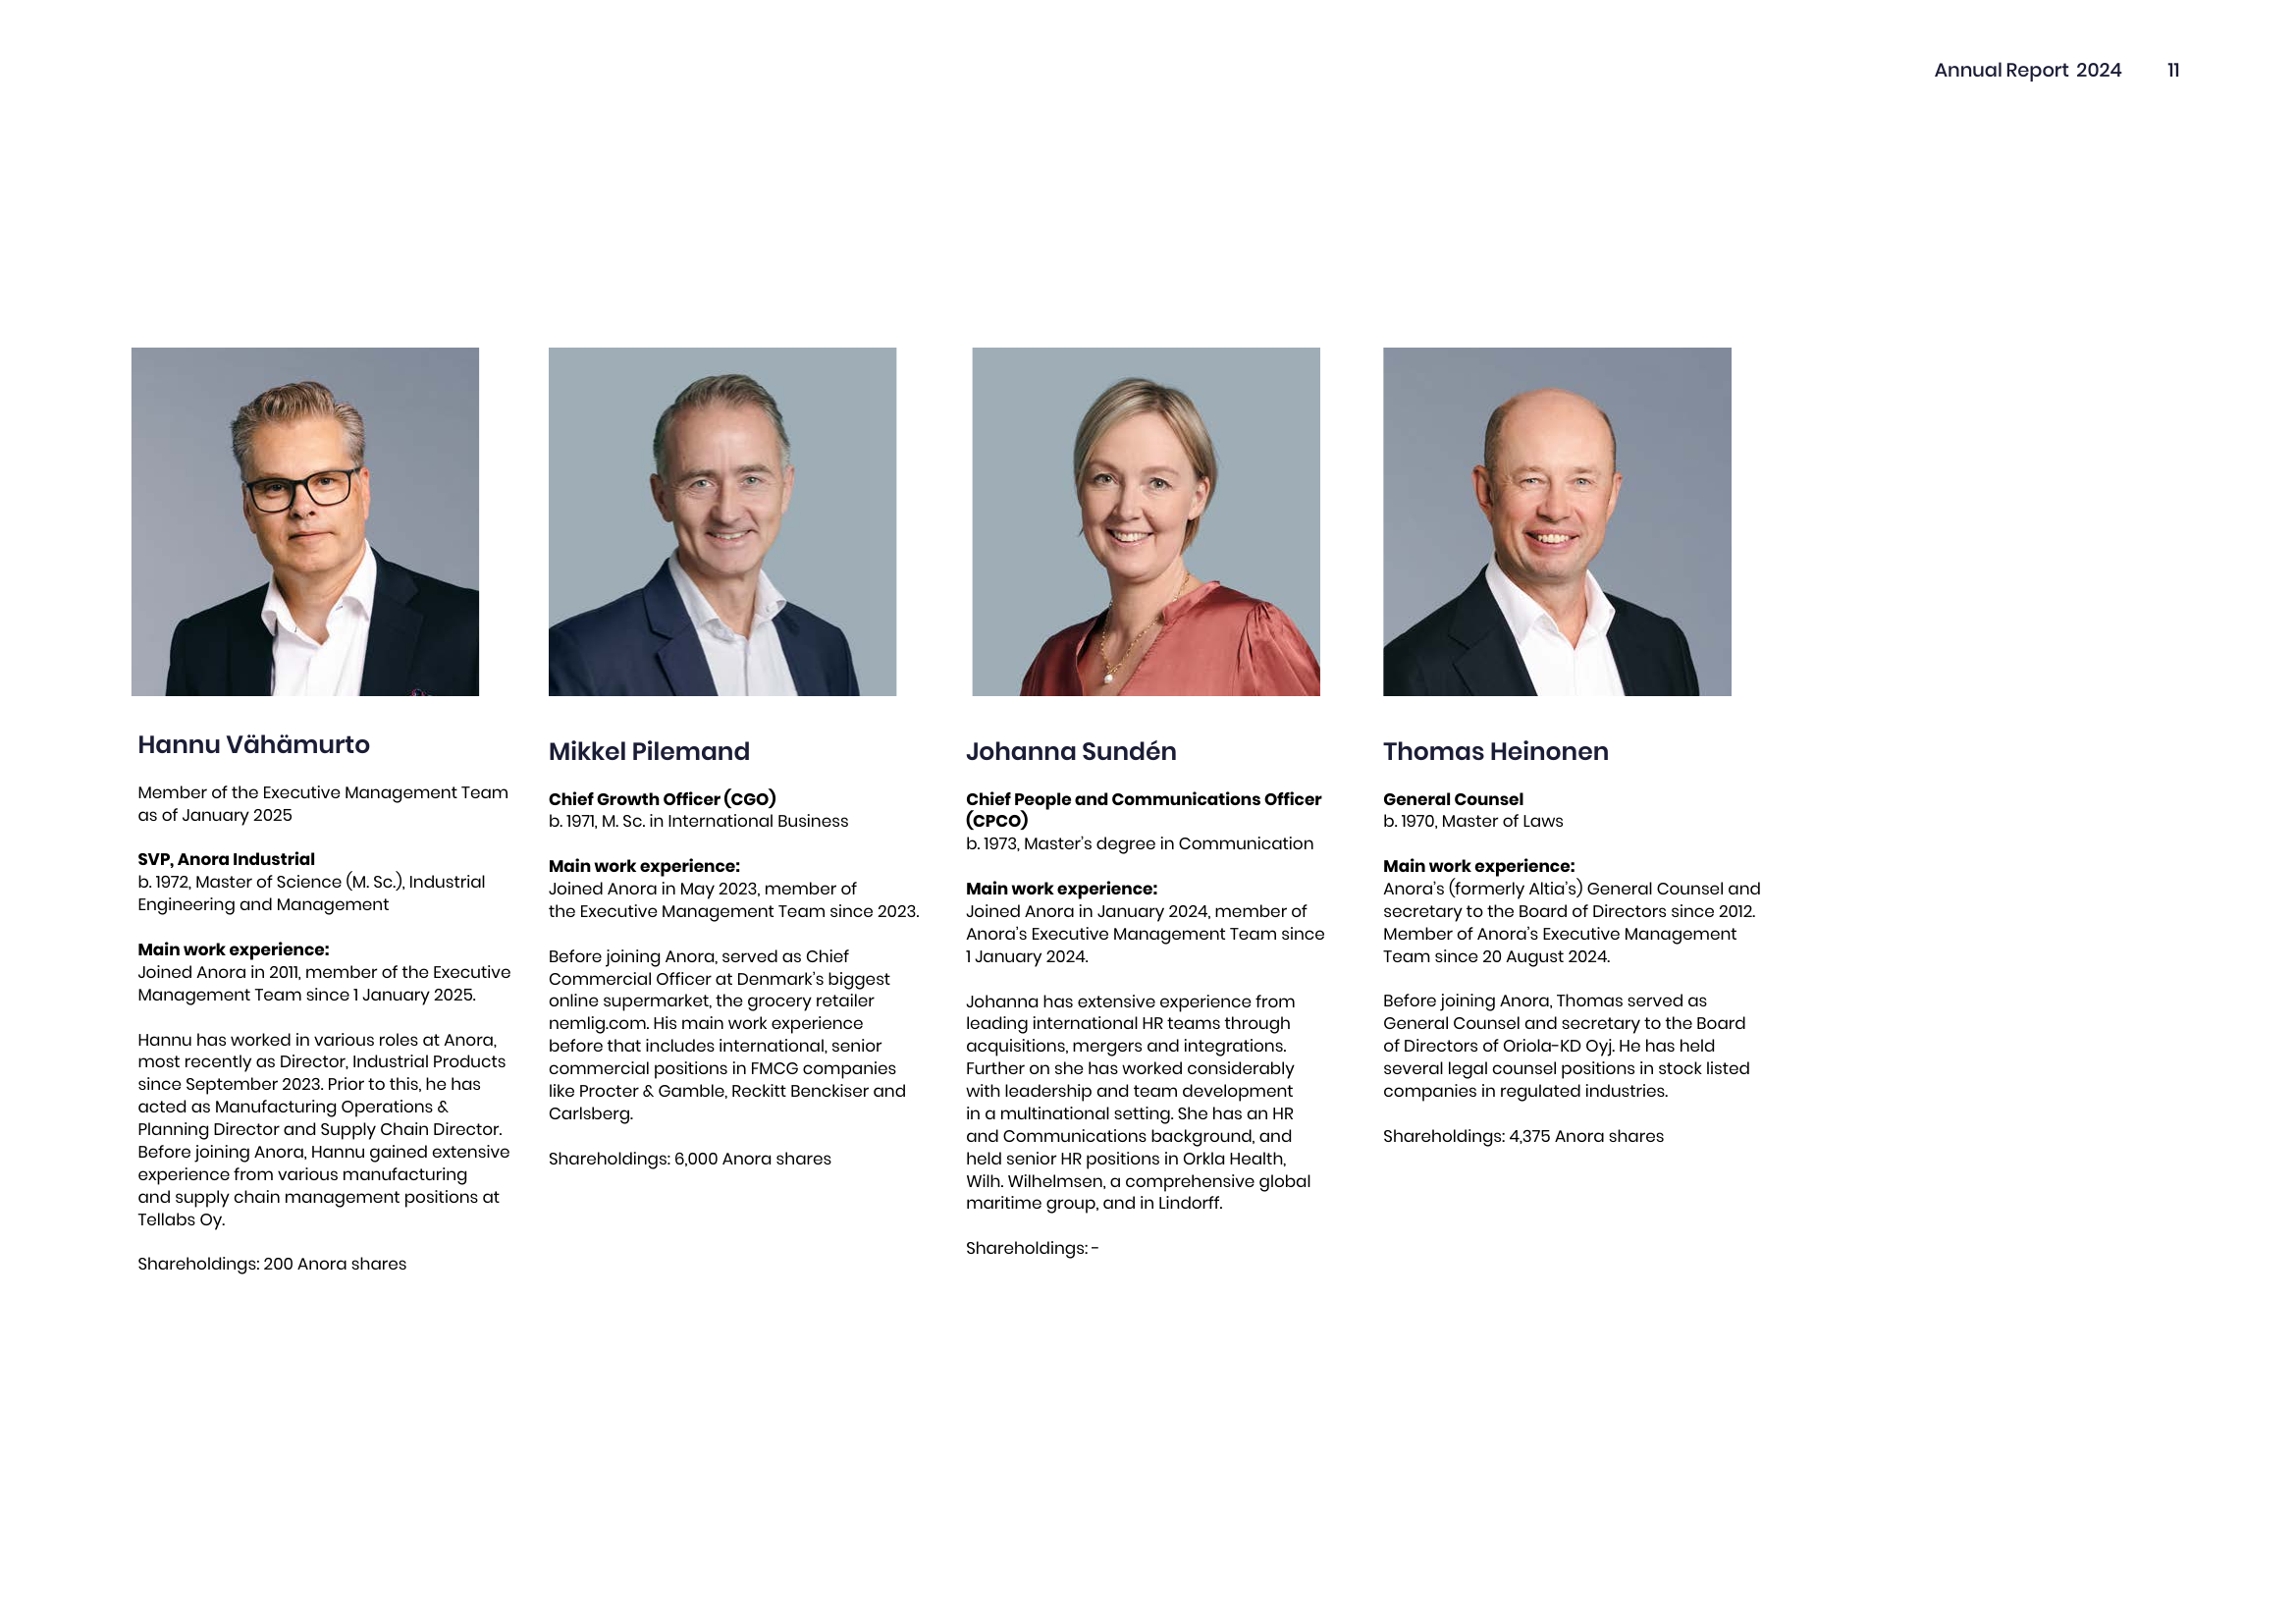 Annual Report 2024 11
Hannu Vähämurto
Member of the Executive Management Team
as of January 2025
SVP, Anora Industrial
b. 1972, Master of Science (M. Sc.), Industrial
Engineering and Management
Main work experience:
Joined Anora in 2011, member of the Executive
Management Team since 1 January 2025.
Hannu has worked in various roles at Anora,
most recently as Director, Industrial Products
since September 2023. Prior to this, he has
acted as Manufacturing Operations &
Planning Director and Supply Chain Director.
Before joining Anora, Hannu gained extensive
experience from various manufacturing
and supply chain management positions at
Tellabs Oy.
Shareholdings: 200 Anora shares
Mikkel Pilemand
Chief Growth Officer (CGO)
b. 1971, M. Sc. in International Business
Main work experience:
Joined Anora in May 2023, member of
the Executive Management Team since 2023.
Before joining Anora, served as Chief
Commercial Officer at Denmark's biggest
online supermarket, the grocery retailer
nemlig.com. His main work experience
before that includes international, senior
commercial positions in FMCG companies
like Procter & Gamble, Reckitt Benckiser and
Carlsberg.
Shareholdings: 6,000 Anora shares
Johanna Sundén
Chief People and Communications Officer
(CPCO)
b. 1973, Master's degree in Communication
Main work experience:
Joined Anora in January 2024, member of
Anora's Executive Management Team since
1 January 2024.
Johanna has extensive experience from
leading international HR teams through
acquisitions, mergers and integrations.
Further on she has worked considerably
with leadership and team development
in a multinational setting. She has an HR
and Communications background, and
held senior HR positions in Orkla Health,
Wilh. Wilhelmsen, a comprehensive global
maritime group, and in Lindorff.
Shareholdings: -
Thomas Heinonen
General Counsel
b. 1970, Master of Laws
Main work experience:
Anora's (formerly Altia's) General Counsel and
secretary to the Board of Directors since 2012.
Member of Anora's Executive Management
Team since 20 August 2024.
Before joining Anora, Thomas served as
General Counsel and secretary to the Board
of Directors of Oriola-KD Oyj. He has held
several legal counsel positions in stock listed
companies in regulated industries.
Shareholdings: 4,375 Anora shares